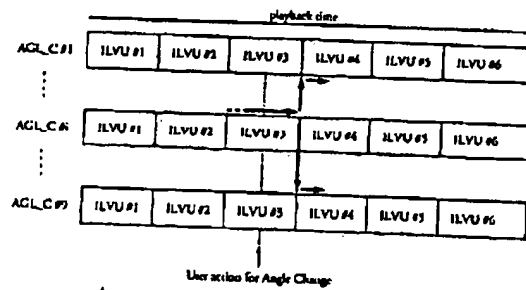 playback time
AGL_C #1 ILVU #1 ILVU #2 ILVU #3 ILVU #4 ILVU #5 ILVU #6
AGL_C #i ILVU #1 ILVU #2 ILVU #3 ILVU #4 ILVU #5 ILVU #6
AGL_C #9 ILVU #1 ILVU #2 ILVU #3 ILVU #4 ILVU #5 ILVU #6
User action for Angle Change